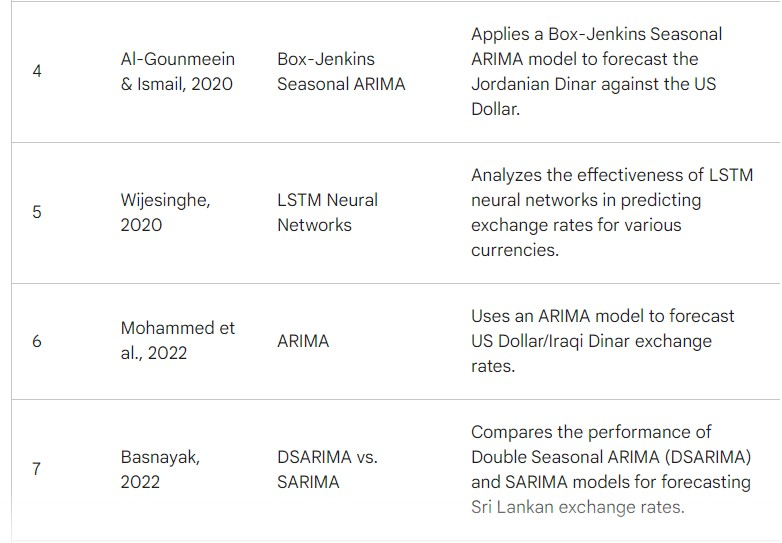 4
Al-Gounmeein
& Ismail, 2020
Box-Jenkins
Seasonal ARIMA
Applies a Box-Jenkins Seasonal
ARIMA model to forecast the
Jordanian Dinar against the US
Dollar.
5
Wijesinghe,
2020
LSTM Neural
Networks
Analyzes the effectiveness of LSTM
neural networks in predicting
exchange rates for various
currencies.
6
Mohammed et
al., 2022
ARIMA
Uses an ARIMA model to forecast
US Dollar/Iraqi Dinar exchange
rates.
7
Basnayak,
2022
DSARIMA vs.
SARIMA
Compares the performance of
Double Seasonal ARIMA (DSARIMA)
and SARIMA models for forecasting
Sri Lankan exchange rates.